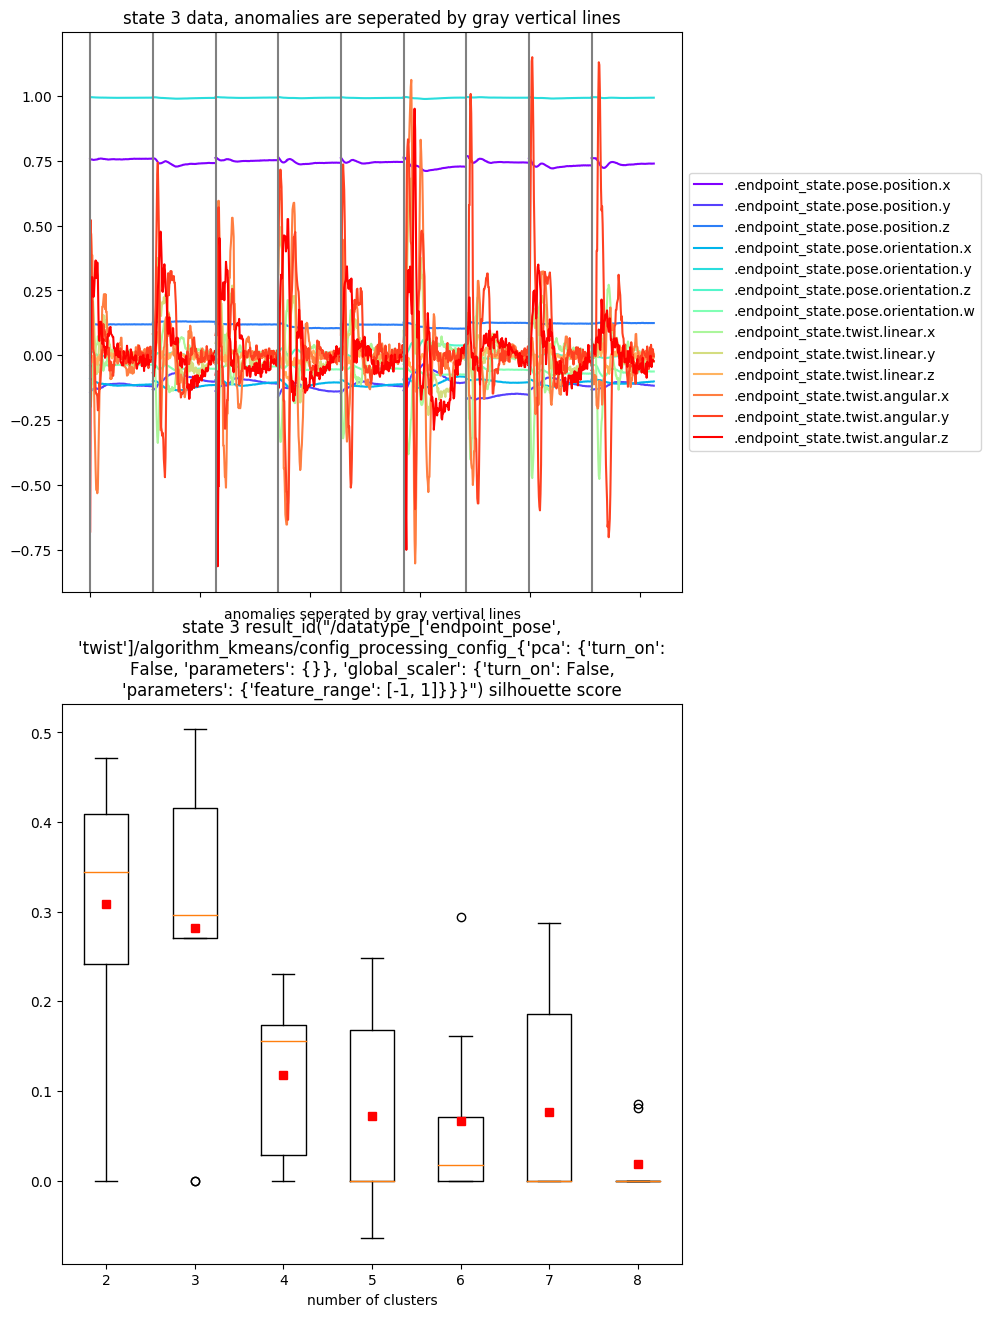 state 3 data, anomalies are seperated by gray vertical lines
1.00
0.75
0.50
0.25
0.00
−0.25
−0.50
−0.75
.endpoint_state.pose.position.x
.endpoint_state.pose.position.y
.endpoint_state.pose.position.z
.endpoint_state.pose.orientation.x
.endpoint_state.pose.orientation.y
.endpoint_state.pose.orientation.z
.endpoint_state.pose.orientation.w
.endpoint_state.twist.linear.x
.endpoint_state.twist.linear.y
.endpoint_state.twist.linear.z
.endpoint_state.twist.angular.x
.endpoint_state.twist.angular.y
.endpoint_state.twist.angular.z
anomalies seperated by gray vertival lines
state 3 result_id("/datatype_['endpoint_pose',
'twist']/algorithm_kmeans/config_processing_config_{'pca': {'turn_on':
False, 'parameters': {}}, 'global_scaler': {'turn_on': False,
'parameters': {'feature_range': [-1, 1]}}}") silhouette score
0.5
0.4
0.3
0.2
0.1
0.0
2 3 4 5 6 7 8
number of clusters